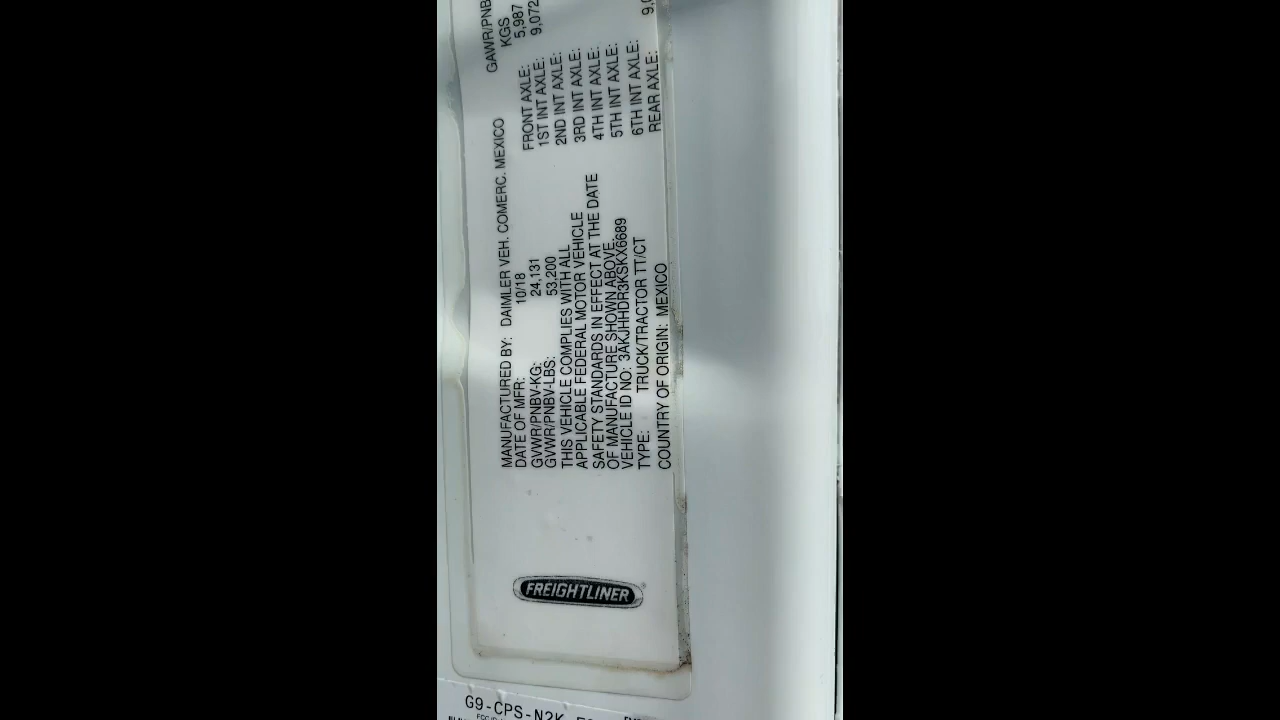 FREIGHTLINER
MANUFACTURED BY: DAIMLER VEH. COMERC. MEXICO
DATE OF MFR: 10/18
GVWR/PNBV-KG: 24,131
GVWR/PNBV-LBS: 53,200
THIS VEHICLE COMPLIES WITH ALL
APPLICABLE FEDERAL MOTOR VEHICLE
SAFETY STANDARDS IN EFFECT AT THE DATE
OF MANUFACTURE SHOWN ABOVE.
VEHICLE ID NO: 3AKJHHDR3KSKX6689
TYPE: TRUCK/TRACTOR TT/CT
COUNTRY OF ORIGIN: MEXICO
GAWR/PNB
KGS
FRONT AXLE: 5,987
1ST INT AXLE: 9,072
2ND INT AXLE:
3RD INT AXLE:
4TH INT AXLE:
5TH INT AXLE:
6TH INT AXLE:
REAR AXLE: 9,0
G9-CPS-N2K